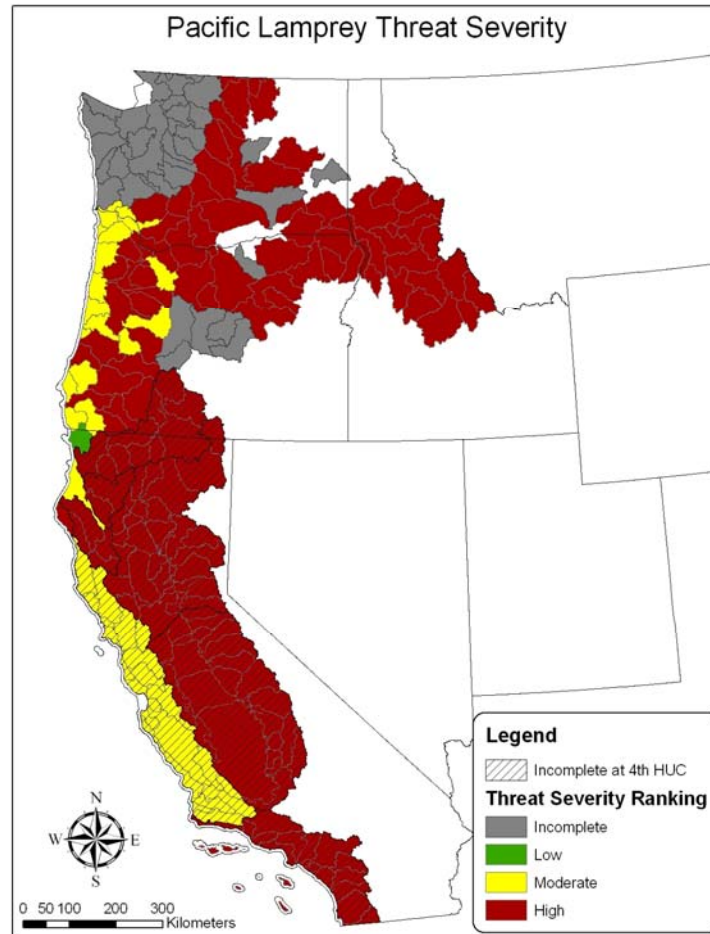 Pacific Lamprey Threat Severity
Legend
Incomplete at 4th HUC
Threat Severity Ranking
Incomplete
Low
Moderate
High
N
W E
S
0 50 100 200 300
Kilometers